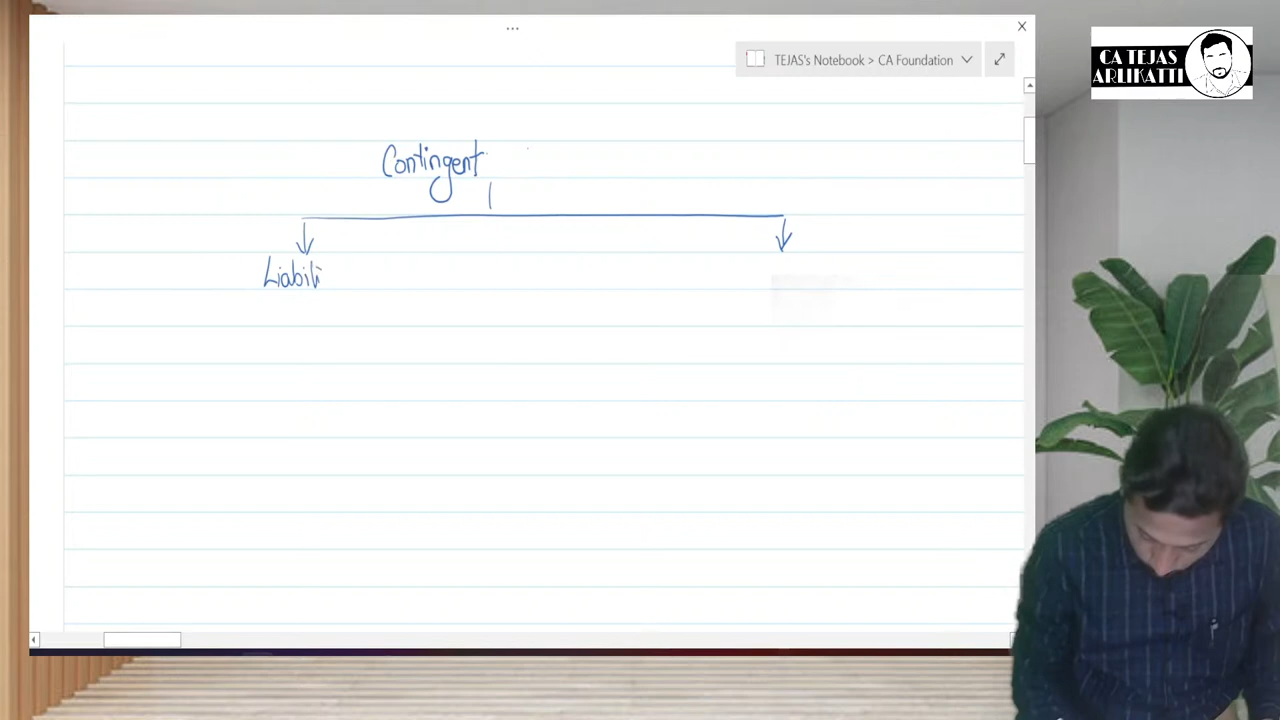 ...
X
TEJAS's Notebook > CA Foundation
CA TEJAS
ARLIKATTI
Contingent
Liabili